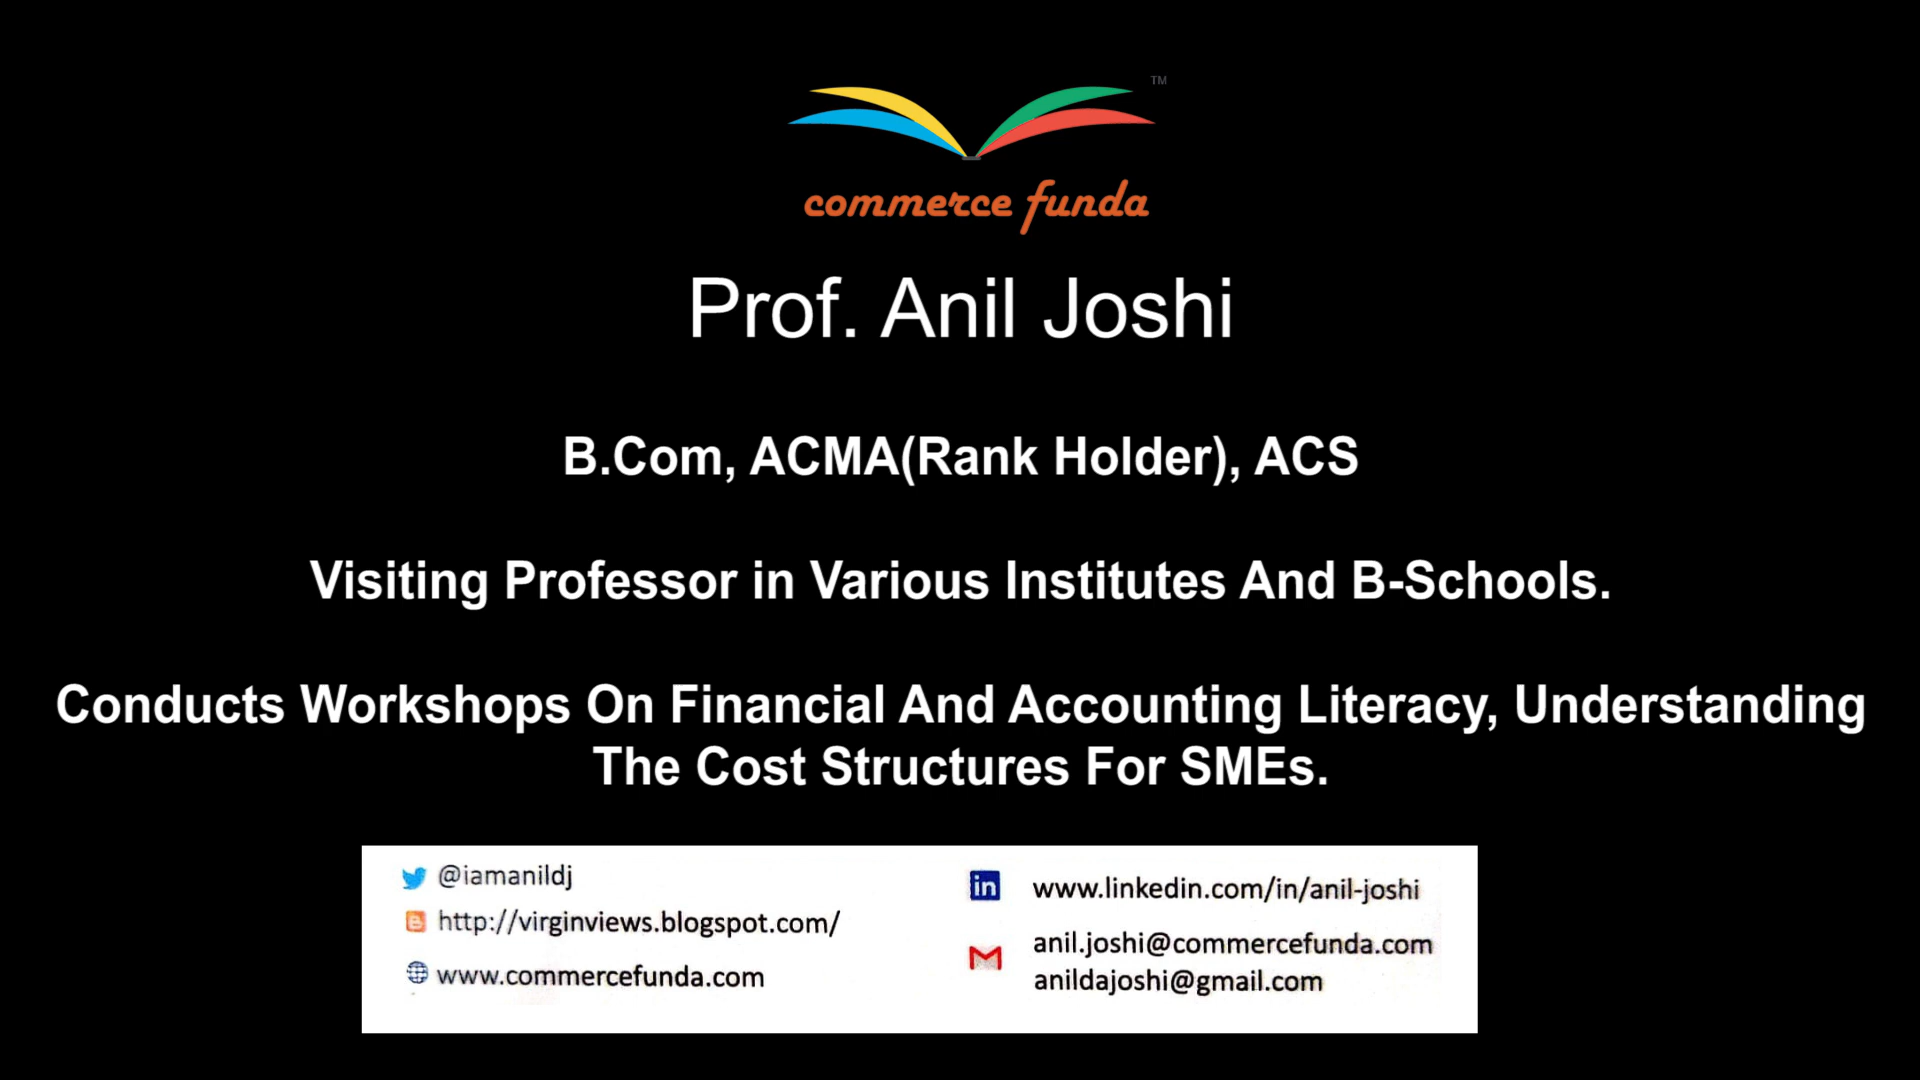 TM
commerce funda
Prof. Anil Joshi
B.Com, ACMA(Rank Holder), ACS
Visiting Professor in Various Institutes And B-Schools.
Conducts Workshops On Financial And Accounting Literacy, Understanding
The Cost Structures For SMEs.
@iamanildj
http://virginviews.blogspot.com/
www.commercefunda.com
in www.linkedin.com/in/anil-joshi
anil.joshi@commercefunda.com
anildajoshi@gmail.com